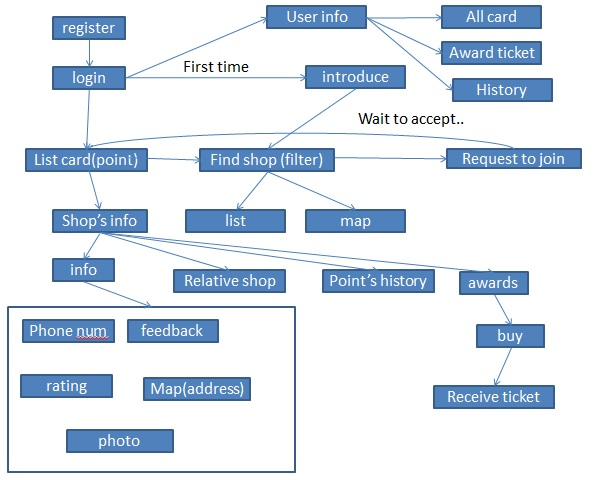 register
User info
All card
Award ticket
History
login
First time
introduce
Wait to accept..
List card(point)
Find shop (filter)
Request to join
Shop's info
list
map
info
Relative shop
Point's history
awards
Phone num
feedback
buy
rating
Map(address)
Receive ticket
photo